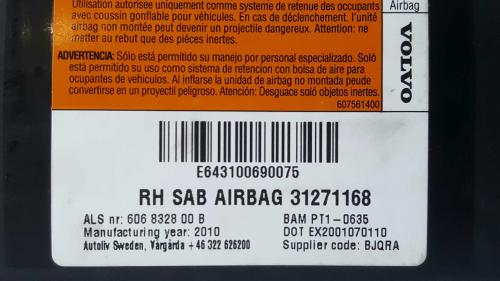 Utilisation autorisée uniquement comme système de retenue des occupants
avec coussin gonflable pour véhicules. En cas de déclenchement. l'unité
airbag non montée peut devenir un projectile dangereux. Attention: ne
mettre au rebut que des pièces inertes.
ADVERTENCIA: Sólo está permitido su manejo por personal especializado. Solo
está permitido su uso como sistema de retención con bolsa de aire para
ocupantes de vehículos. Al inflarse la unidad de airbag no montada peude
convertirse en un proyectil peligroso. Atención: Desguace soló objetos inertes.
607561400
Airbag
VOLVO
E643100690075
RH SAB AIRBAG 31271168
ALS nr: 606 8328 00 B
BAM PT1-0635
Manufacturing year: 2010
DOT EX2001070110
Autoliv Sweden, Vårgårda +46 322 626200
Supplier code: BJQRA